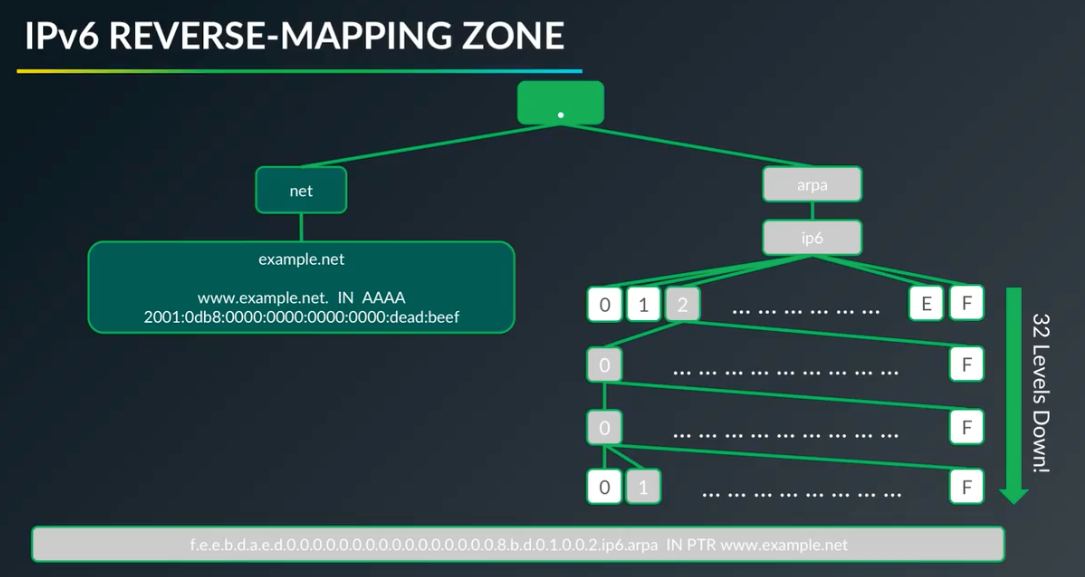 IPv6 REVERSE-MAPPING ZONE
.
net
arpa
ip6
example.net
www.example.net. IN AAAA
2001:0db8:0000:0000:0000:0000:dead:beef
0 1 2 ... ... ... ... ... ... E F
0 ... ... ... ... ... ... ... ... ... F
0 ... ... ... ... ... ... ... ... ... F
0 1 ... ... ... ... ... ... ... ... F
32 Levels Down!
f.e.e.b.d.a.e.d.0.0.0.0.0.0.0.0.0.0.0.0.0.0.0.0.8.b.d.0.1.0.0.2.ip6.arpa IN PTR www.example.net